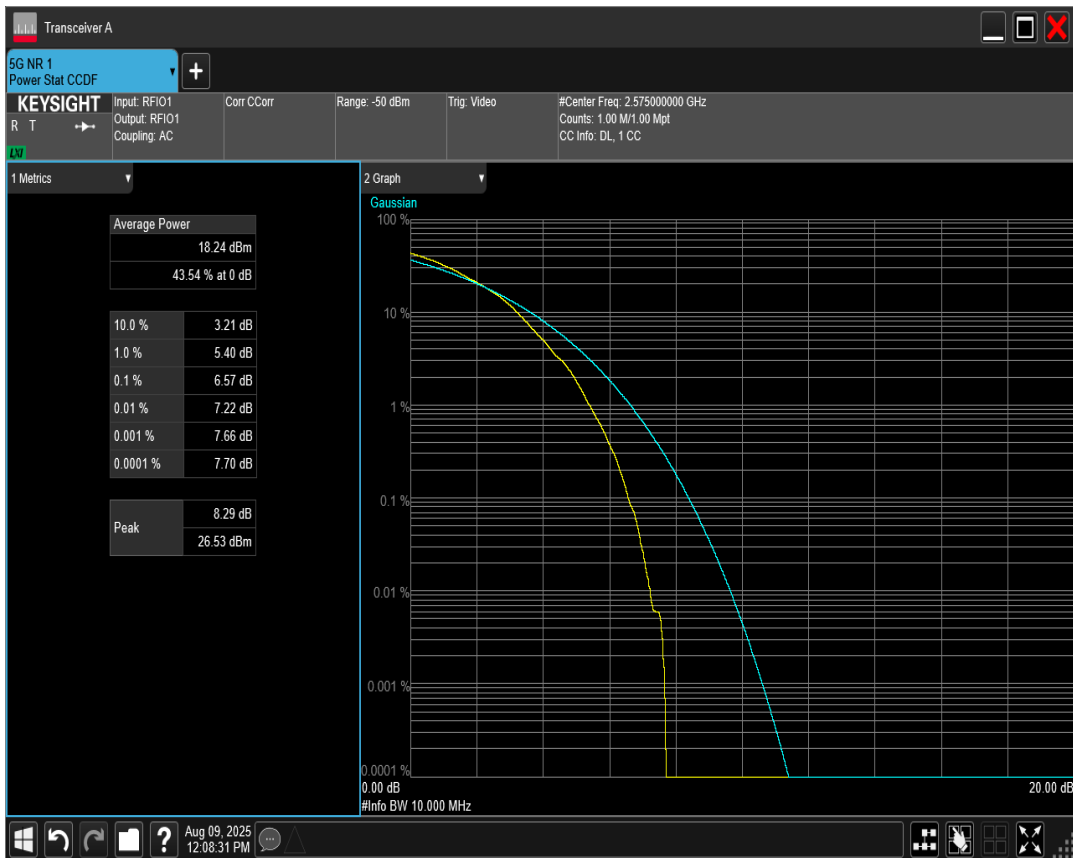 Transceiver A
5G NR 1
Power Stat CCDF
KEYSIGHT
R T
LXI
Input: RFIO1
Output: RFIO1
Coupling: AC
Corr CCorr
Range: -50 dBm
Trig: Video
#Center Freq: 2.575000000 GHz
Counts: 1.00 M/1.00 Mpt
CC Info: DL, 1 CC
1 Metrics
Average Power
18.24 dBm
43.54 % at 0 dB
10.0 % 3.21 dB
1.0 % 5.40 dB
0.1 % 6.57 dB
0.01 % 7.22 dB
0.001 % 7.66 dB
0.0001 % 7.70 dB
Peak
8.29 dB
26.53 dBm
2 Graph
Gaussian
100 %
10 %
1 %
0.1 %
0.01 %
0.001 %
0.0001 %
0.00 dB 20.00 dB
#Info BW 10.000 MHz
?
Aug 09, 2025
12:08:31 PM